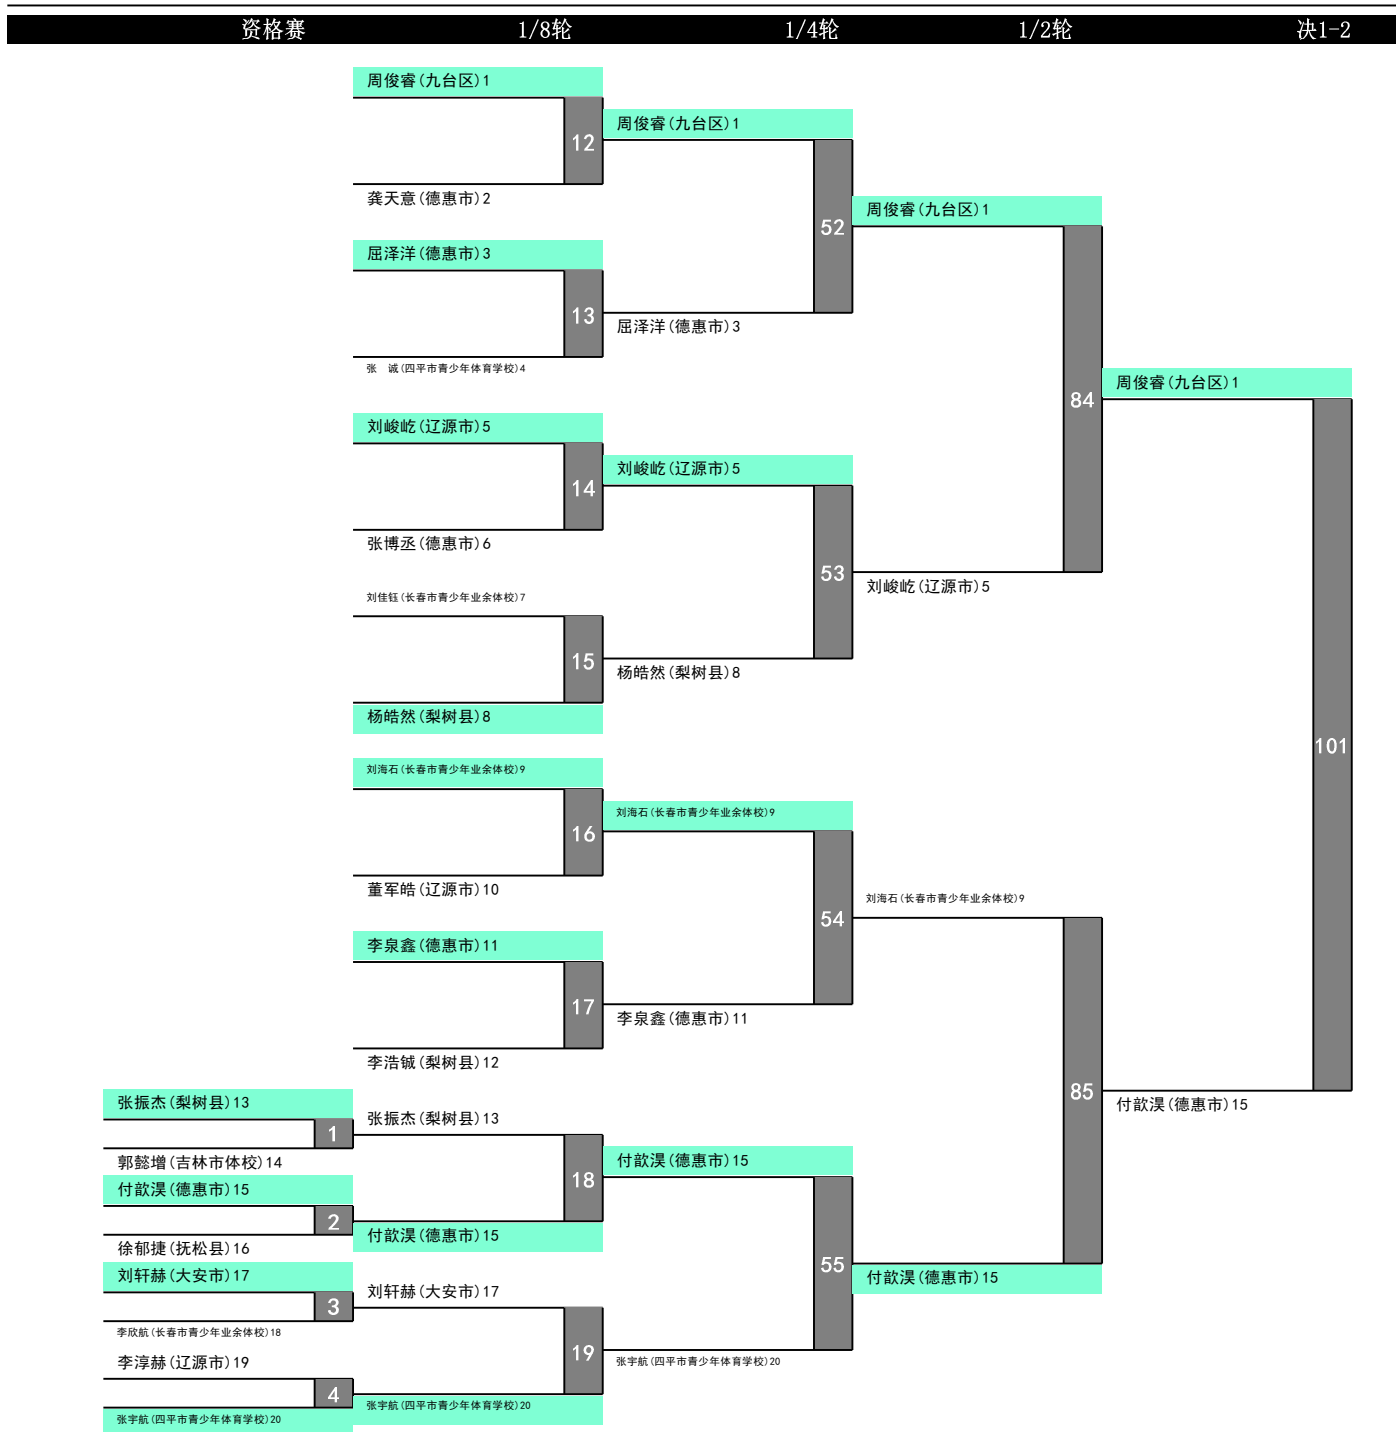 资格赛 1/8轮 1/4轮 1/2轮 决1-2
周俊睿(九台区)1
周俊睿(九台区)1
12
龚天意(德惠市)2
周俊睿(九台区)1
52
屈泽洋(德惠市)3
13
屈泽洋(德惠市)3
张 诚(四平市青少年体育学校)4
周俊睿(九台区)1
84
刘峻屹(辽源市)5
刘峻屹(辽源市)5
14
张博丞(德惠市)6
53
刘峻屹(辽源市)5
刘佳钰(长春市青少年业余体校)7
15
杨皓然(梨树县)8
杨皓然(梨树县)8
101
刘海石(长春市青少年业余体校)9
刘海石(长春市青少年业余体校)9
16
董军皓(辽源市)10
刘海石(长春市青少年业余体校)9
54
李泉鑫(德惠市)11
17
李泉鑫(德惠市)11
李浩铖(梨树县)12
85
张振杰(梨树县)13
付歆淏(德惠市)15
张振杰(梨树县)13
1
郭懿增(吉林市体校)14
付歆淏(德惠市)15
18
付歆淏(德惠市)15
2
付歆淏(德惠市)15
徐郁捷(抚松县)16
55
刘轩赫(大安市)17
付歆淏(德惠市)15
刘轩赫(大安市)17
3
李欣航(长春市青少年业余体校)18
19
李淳赫(辽源市)19
张宇航(四平市青少年体育学校)20
4
张宇航(四平市青少年体育学校)20
张宇航(四平市青少年体育学校)20